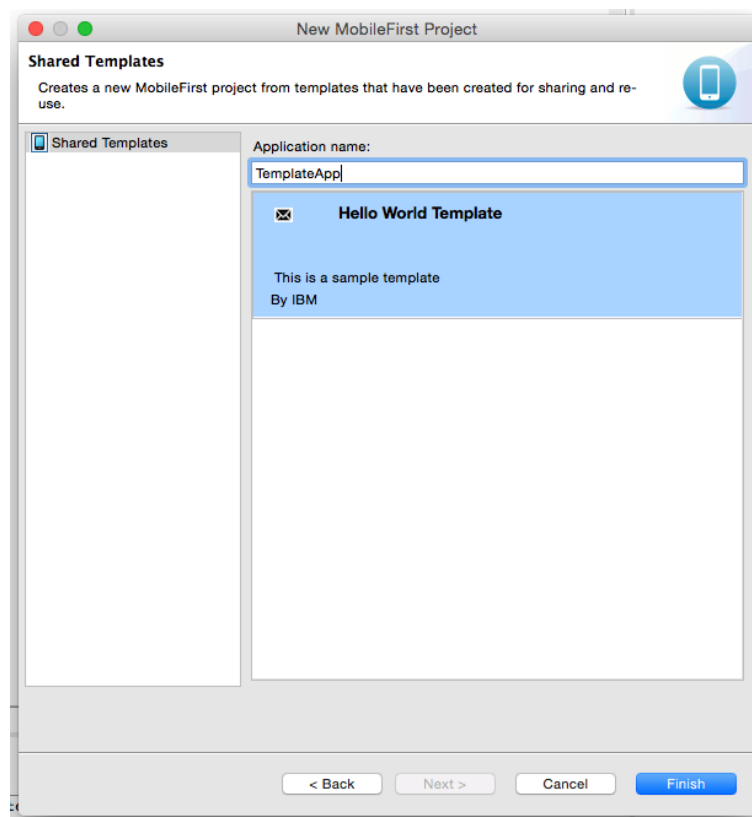 New MobileFirst Project
Shared Templates
Creates a new MobileFirst project from templates that have been created for sharing and re-
use.
Shared Templates
Application name:
TemplateApp
Hello World Template
This is a sample template
By IBM
< Back
Next >
Cancel
Finish